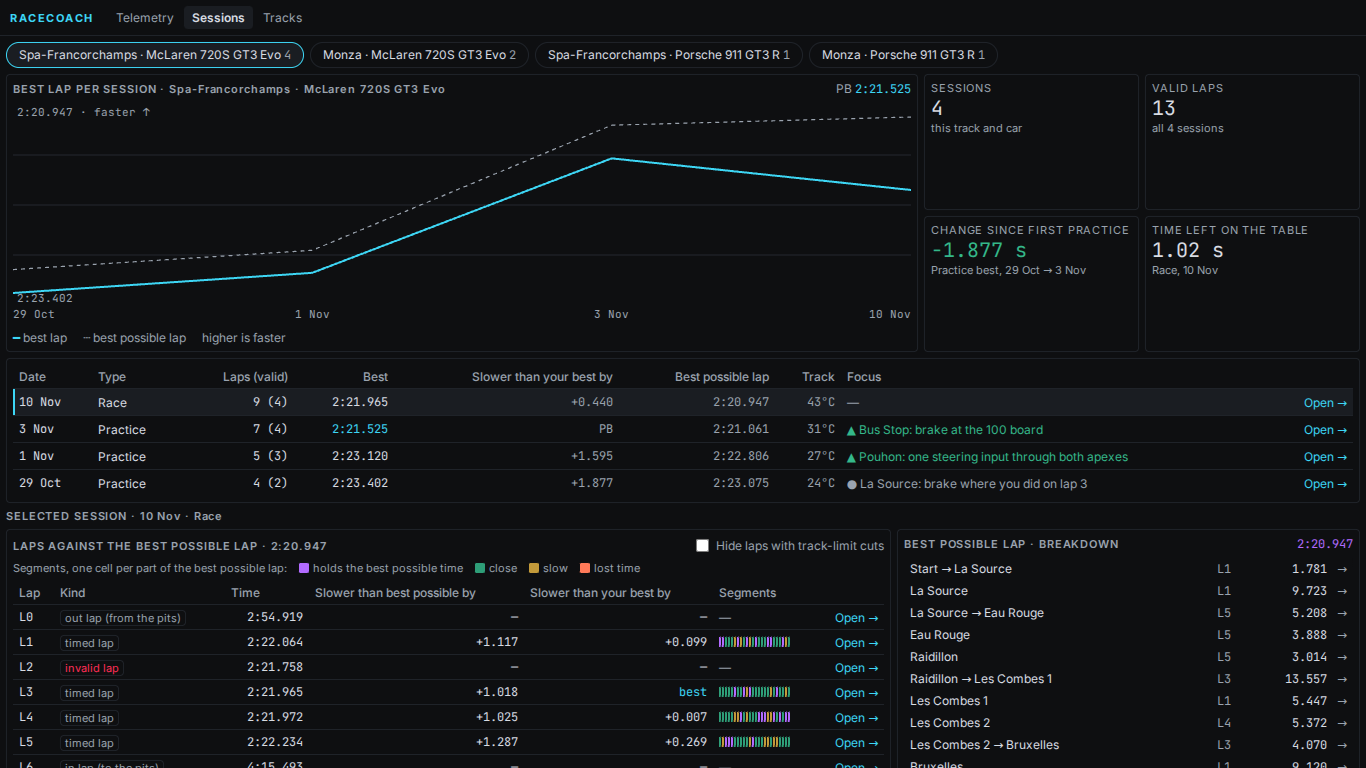 RACECOACH Telemetry Sessions Tracks
Spa-Francorchamps · McLaren 720S GT3 Evo 4 Monza · McLaren 720S GT3 Evo 2 Spa-Francorchamps · Porsche 911 GT3 R 1 Monza · Porsche 911 GT3 R 1
BEST LAP PER SESSION · Spa-Francorchamps · McLaren 720S GT3 Evo PB 2:21.525
2:20.947 · faster ↑
2:23.402
29 Oct 1 Nov 3 Nov 10 Nov
best lap best possible lap higher is faster
SESSIONS
4
this track and car
VALID LAPS
13
all 4 sessions
CHANGE SINCE FIRST PRACTICE
-1.877 s
Practice best, 29 Oct → 3 Nov
TIME LEFT ON THE TABLE
1.02 s
Race, 10 Nov
Date Type Laps (valid) Best Slower than your best by Best possible lap Track Focus
10 Nov Race 9 (4) 2:21.965 +0.440 2:20.947 43°C — Open →
3 Nov Practice 7 (4) 2:21.525 PB 2:21.061 31°C ▲ Bus Stop: brake at the 100 board Open →
1 Nov Practice 5 (3) 2:23.120 +1.595 2:22.806 27°C ▲ Pouhon: one steering input through both apexes Open →
29 Oct Practice 4 (2) 2:23.402 +1.877 2:23.075 24°C ● La Source: brake where you did on lap 3 Open →
SELECTED SESSION · 10 Nov · Race
LAPS AGAINST THE BEST POSSIBLE LAP · 2:20.947 Hide laps with track-limit cuts
Segments, one cell per part of the best possible lap: holds the best possible time close slow lost time
Lap Kind Time Slower than best possible by Slower than your best by Segments
L0 out lap (from the pits) 2:54.919 — — — Open →
L1 timed lap 2:22.064 +1.117 +0.099 Open →
L2 invalid lap 2:21.758 — — — Open →
L3 timed lap 2:21.965 +1.018 best Open →
L4 timed lap 2:21.972 +1.025 +0.007 Open →
L5 timed lap 2:22.234 +1.287 +0.269 Open →
L6 in lap (to the pits) 4:15.493 — — — Open →
BEST POSSIBLE LAP · BREAKDOWN 2:20.947
Start → La Source L1 1.781 →
La Source L1 9.723 →
La Source → Eau Rouge L5 5.208 →
Eau Rouge L5 3.888 →
Raidillon L5 3.014 →
Raidillon → Les Combes 1 L3 13.557 →
Les Combes 1 L1 5.447 →
Les Combes 2 L4 5.372 →
Les Combes 2 → Bruxelles L3 4.070 →
Bruxelles L1 9.120 →